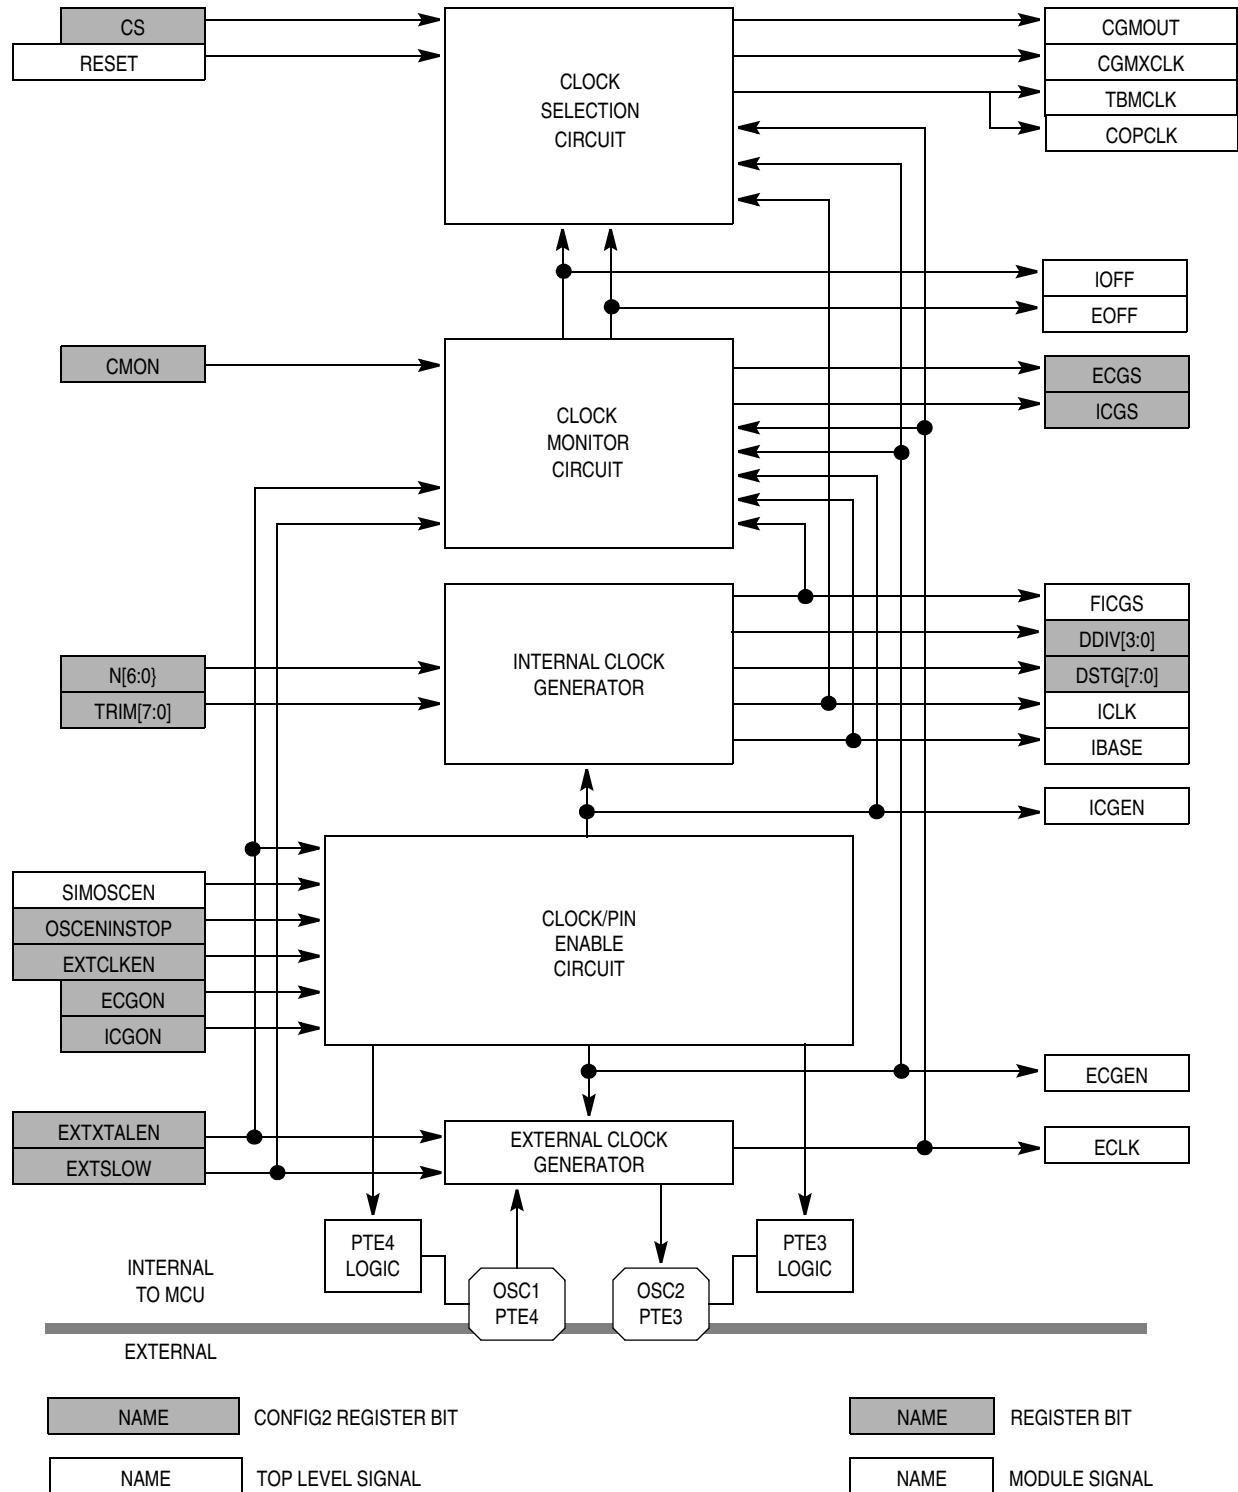 CS
RESET
CLOCK
SELECTION
CIRCUIT
CGMOUT
CGMXCLK
TBMCLK
COPCLK
IOFF
EOFF
CMON
CLOCK
MONITOR
CIRCUIT
ECGS
ICGS
N[6:0}
TRIM[7:0]
INTERNAL CLOCK
GENERATOR
FICGS
DDIV[3:0]
DSTG[7:0]
ICLK
IBASE
ICGEN
SIMOSCEN
OSCENINSTOP
EXTCLKEN
ECGON
ICGON
CLOCK/PIN
ENABLE
CIRCUIT
ECGEN
EXTXTALEN
EXTSLOW
EXTERNAL CLOCK
GENERATOR
ECLK
PTE4
LOGIC
PTE3
LOGIC
INTERNAL
TO MCU
OSC1
PTE4
OSC2
PTE3
EXTERNAL
NAME CONFIG2 REGISTER BIT
NAME REGISTER BIT
NAME TOP LEVEL SIGNAL
NAME MODULE SIGNAL